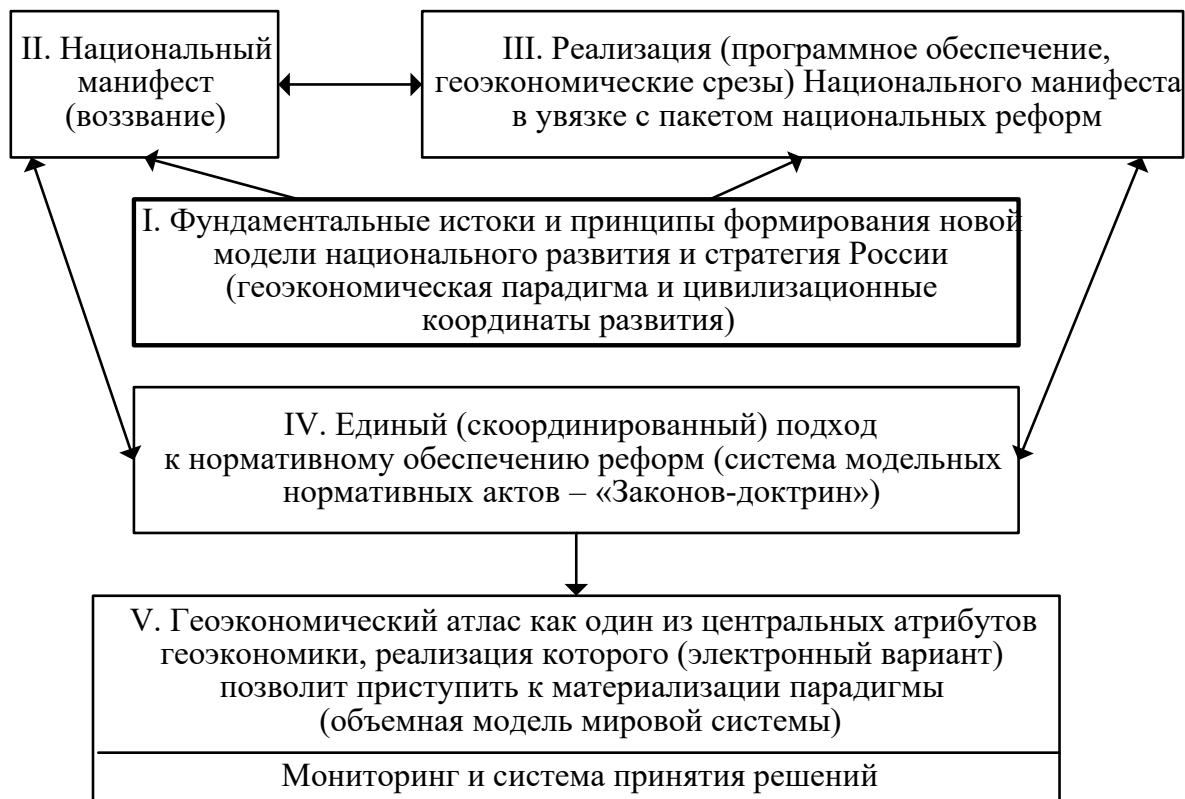 II. Национальный
манифест
(воззвание)
III. Реализация (программное обеспечение,
геоэкономические срезы) Национального манифеста
в увязке с пакетом национальных реформ
I. Фундаментальные истоки и принципы формирования новой
модели национального развития и стратегия России
(геоэкономическая парадигма и цивилизационные
координаты развития)
IV. Единый (скоординированный) подход
к нормативному обеспечению реформ (система модельных
нормативных актов – «Законов-доктрин»)
V. Геоэкономический атлас как один из центральных атрибутов
геоэкономики, реализация которого (электронный вариант)
позволит приступить к материализации парадигмы
(объемная модель мировой системы)
Мониторинг и система принятия решений